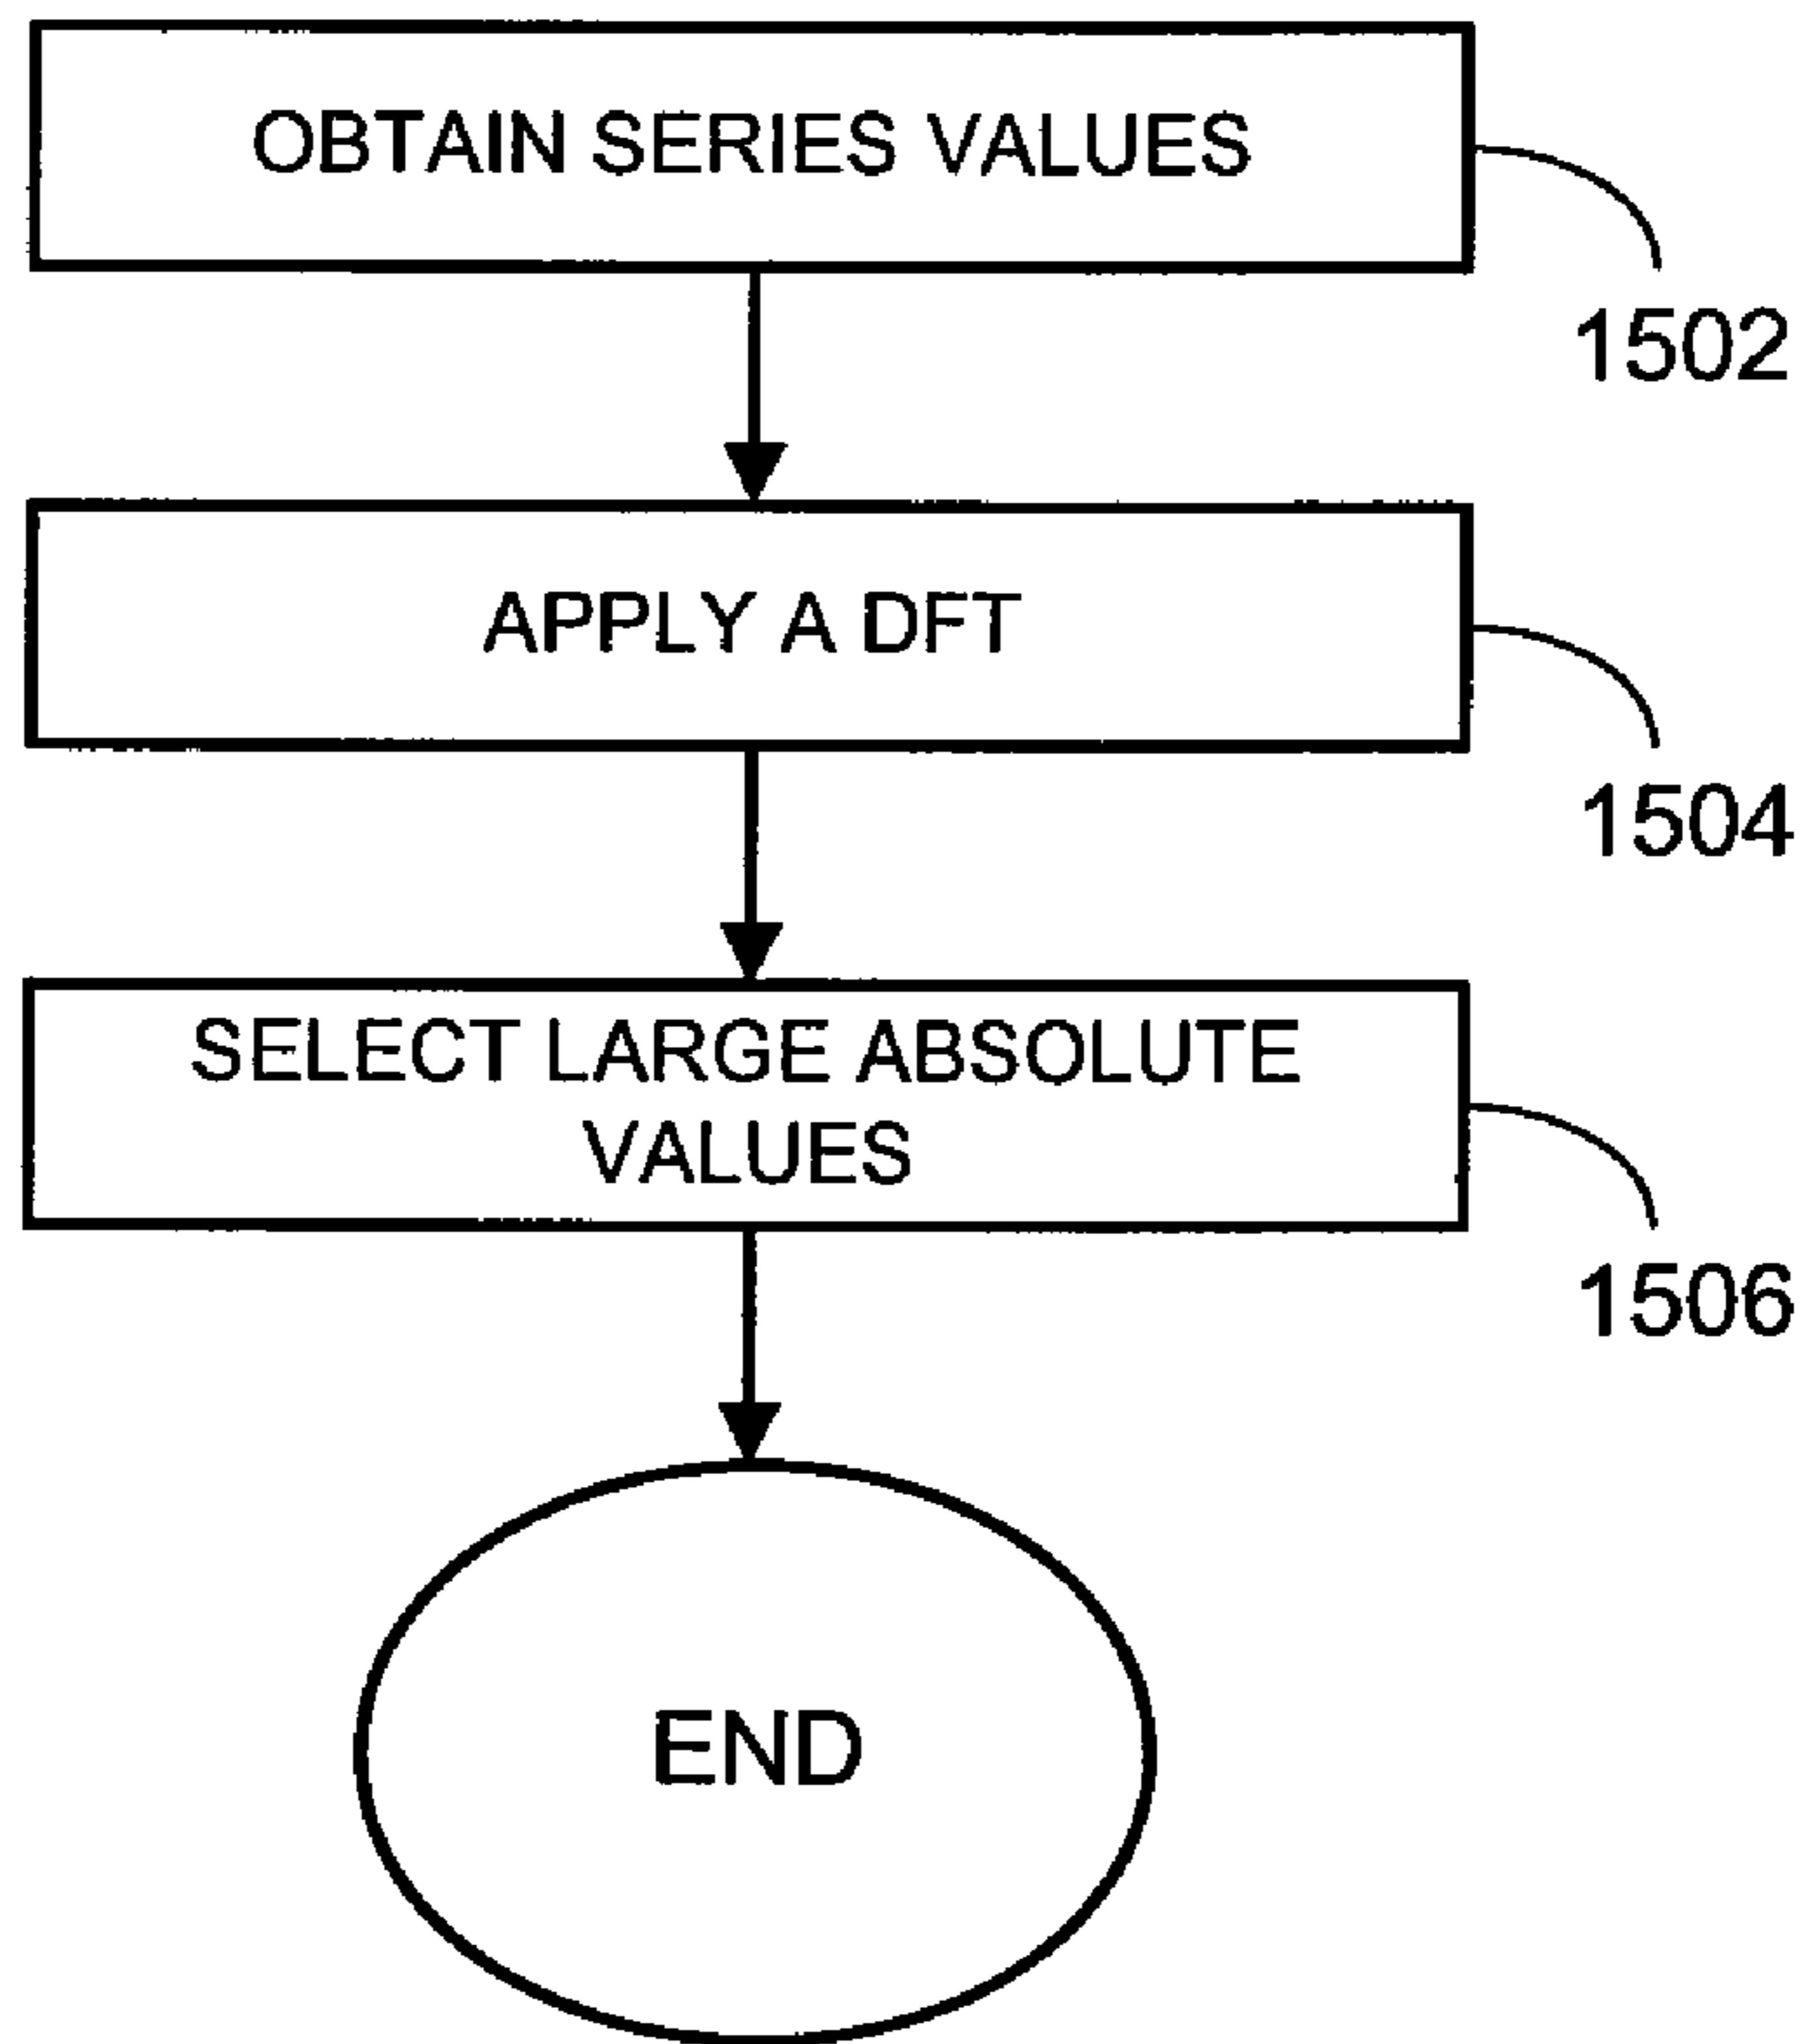 OBTAIN SERIES VALUES
1502
APPLY A DFT
1504
SELECT LARGE ABSOLUTE
VALUES
1506
END